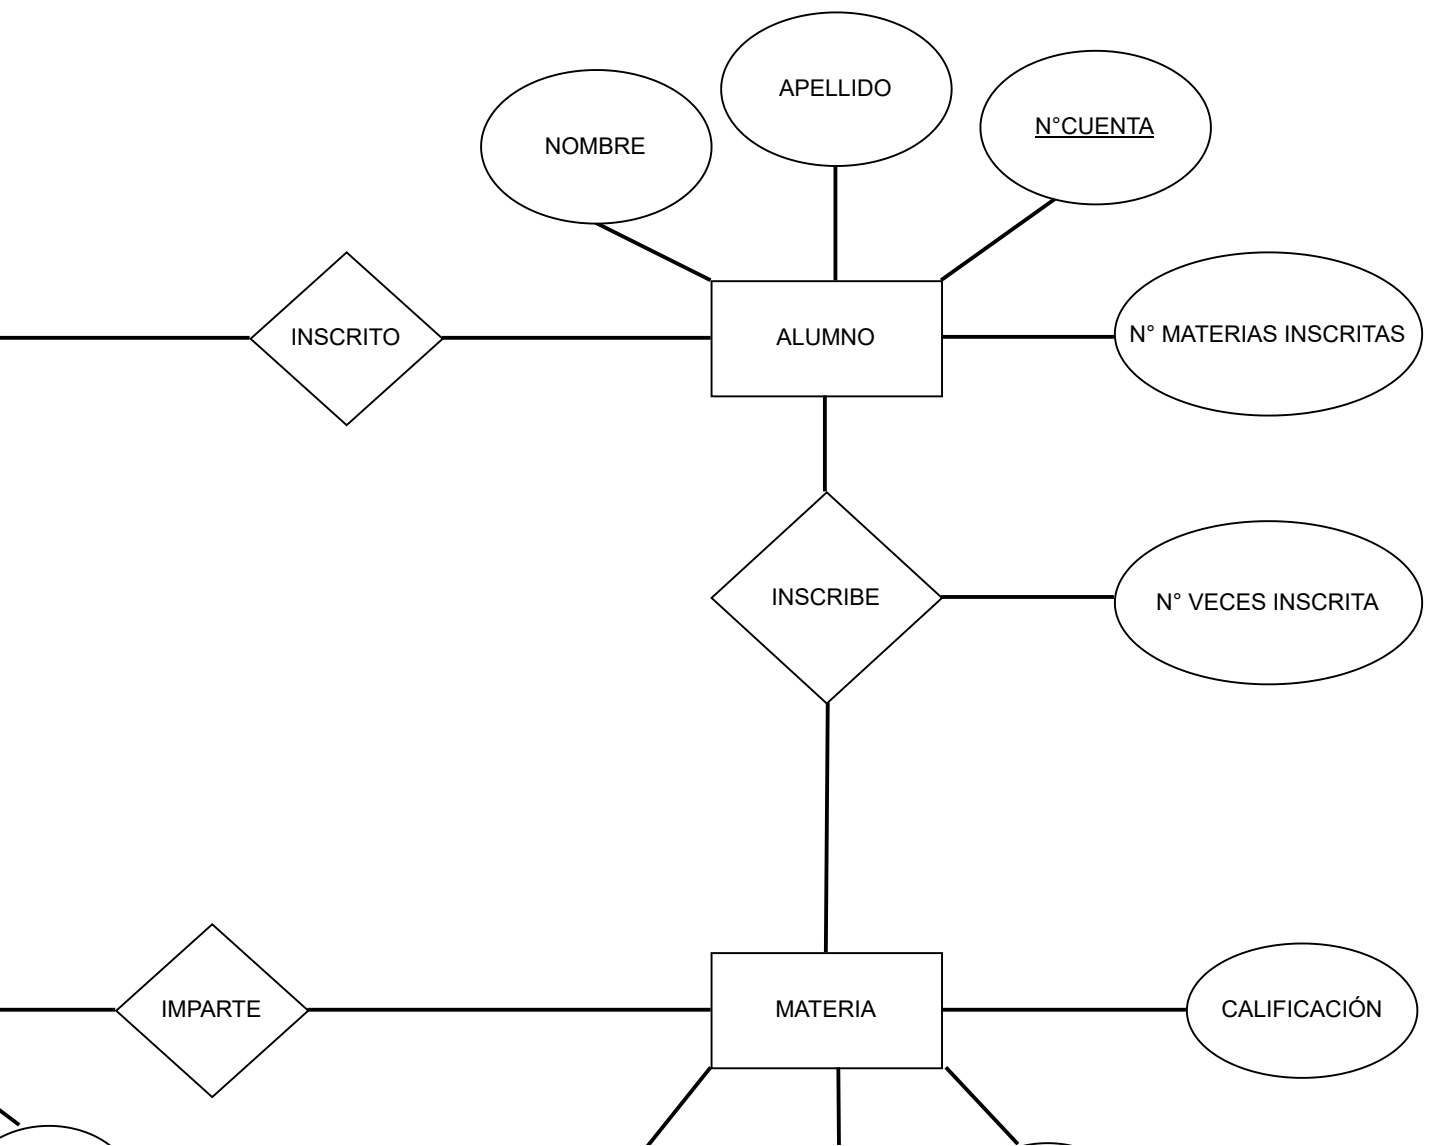 APELLIDO
N°CUENTA
NOMBRE
INSCRITO
ALUMNO
N° MATERIAS INSCRITAS
INSCRIBE
N° VECES INSCRITA
IMPARTE
MATERIA
CALIFICACIÓN